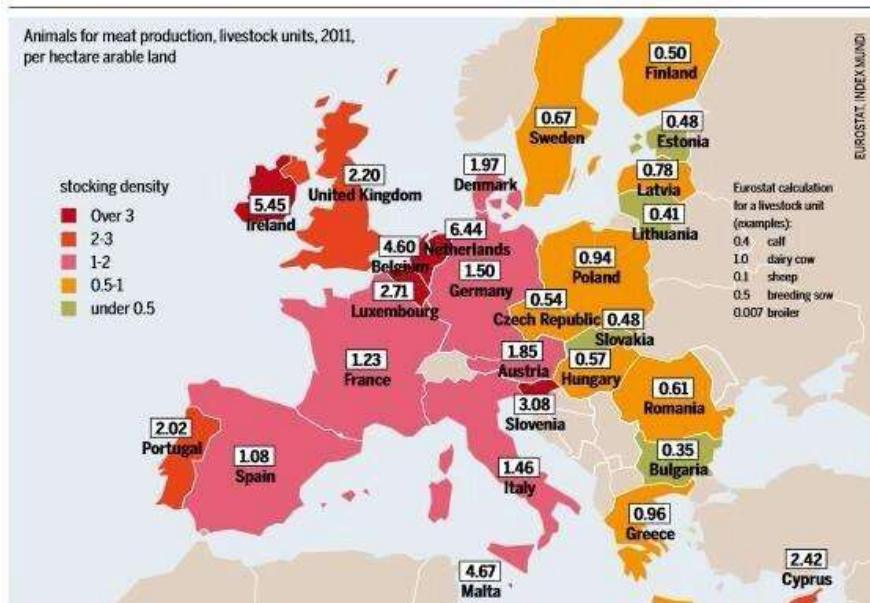 Animals for meat production, livestock units, 2011,
per hectare arable land
EUROSTAT, INDEX MUNDI
stocking density
Over 3
2-3
1-2
0.5-1
under 0.5
0.50
Finland
0.67
Sweden
0.48
Estonia
0.78
Latvia
0.41
Lithuania
1.97
Denmark
2.20
United Kingdom
5.45
Ireland
6.44
Netherlands
4.60
Belgium
2.71
Luxembourg
1.50
Germany
0.94
Poland
0.54
Czech Republic
0.48
Slovakia
1.85
Austria
0.57
Hungary
1.23
France
3.08
Slovenia
0.61
Romania
0.35
Bulgaria
2.02
Portugal
1.08
Spain
1.46
Italy
0.96
Greece
4.67
Malta
2.42
Cyprus
Eurostat calculation
for a livestock unit
(examples):
0.4 calf
1.0 dairy cow
0.1 sheep
0.5 breeding sow
0.007 broiler